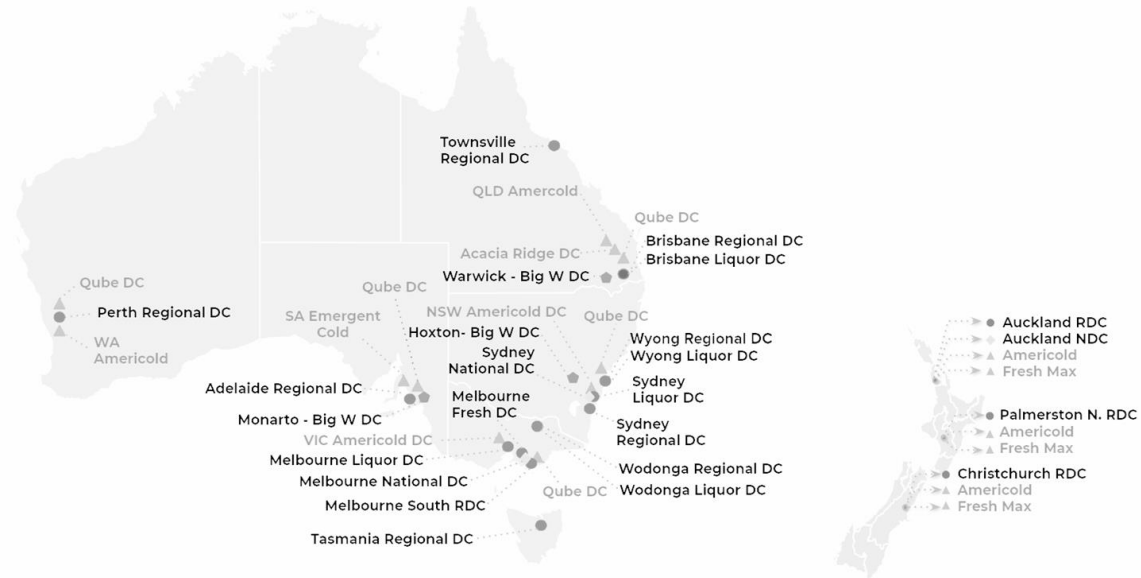 Townsville
Regional DC
QLD Amercold
Qube DC
Brisbane Regional DC
Acacia Ridge DC
Brisbane Liquor DC
Warwick - Big W DC
Qube DC
Qube DC
Perth Regional DC
WA
Americold
SA Emergent
Cold
NSW Americold DC
Qube DC
Hoxton- Big W DC
Wyong Regional DC
Wyong Liquor DC
Sydney
National DC
Sydney
Liquor DC
Adelaide Regional DC
Melbourne
Fresh DC
Monarto - Big W DC
Sydney
Regional DC
VIC Americold DC
Melbourne Liquor DC
Wodonga Regional DC
Melbourne National DC
Wodonga Liquor DC
Qube DC
Melbourne South RDC
Tasmania Regional DC
Auckland RDC
Auckland NDC
Americold
Fresh Max
Palmerston N. RDC
Americold
Fresh Max
Christchurch RDC
Americold
Fresh Max